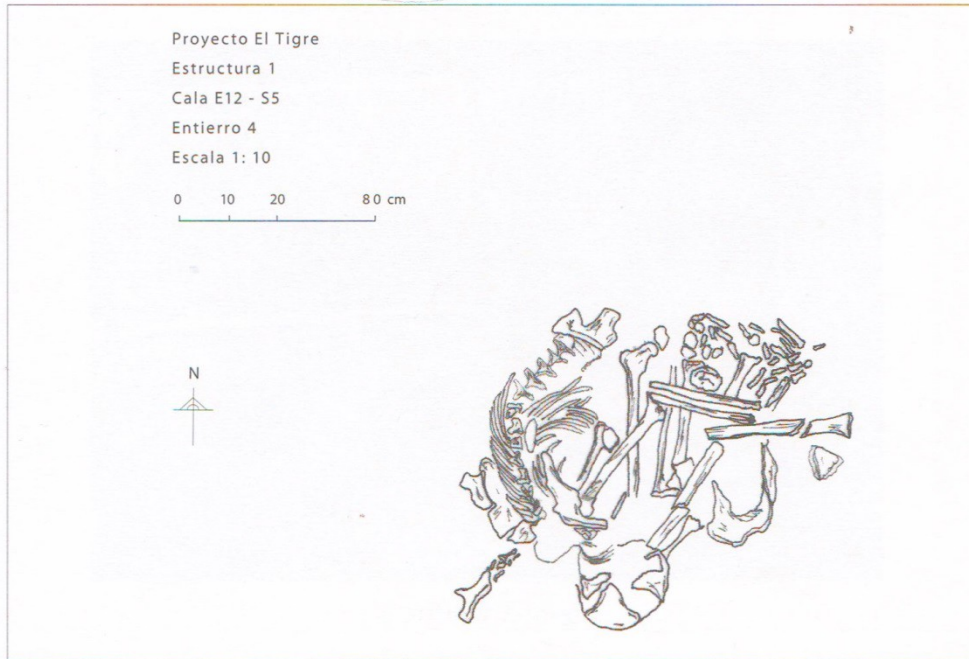 Proyecto El Tigre
Estructura 1
Cala E12 - S5
Entierro 4
Escala 1: 10
0 10 20 80 cm
N